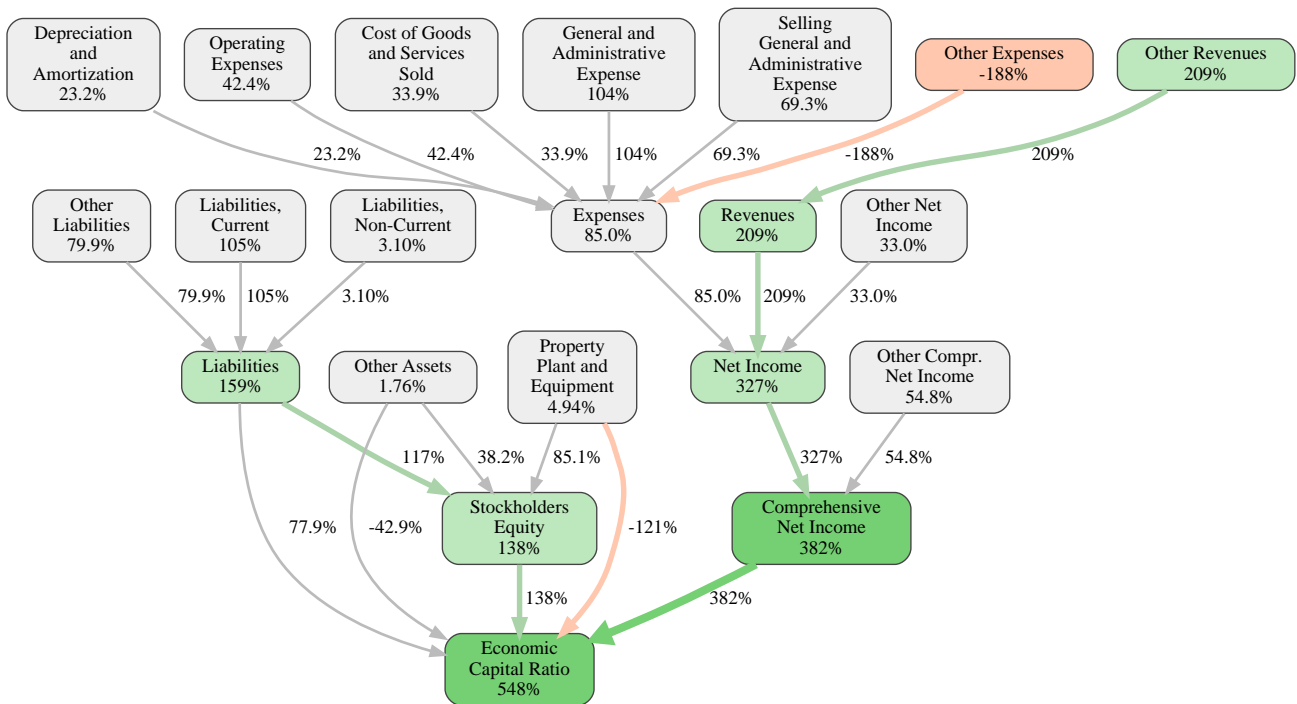 Depreciation
and
Amortization
23.2%
Operating
Expenses
42.4%
Cost of Goods
and Services
Sold
33.9%
General and
Administrative
Expense
104%
Selling
General and
Administrative
Expense
69.3%
Other Expenses
-188%
Other Revenues
209%
23.2%
42.4%
33.9%
104%
69.3%
-188%
209%
Other
Liabilities
79.9%
Liabilities,
Current
105%
Liabilities,
Non-Current
3.10%
Expenses
85.0%
Revenues
209%
Other Net
Income
33.0%
79.9%
105%
3.10%
85.0%
209%
33.0%
Liabilities
159%
Other Assets
1.76%
Property
Plant and
Equipment
4.94%
Net Income
327%
Other Compr.
Net Income
54.8%
117%
38.2%
85.1%
327%
54.8%
77.9%
-42.9%
Stockholders
Equity
138%
-121%
Comprehensive
Net Income
382%
138%
382%
Economic
Capital Ratio
548%